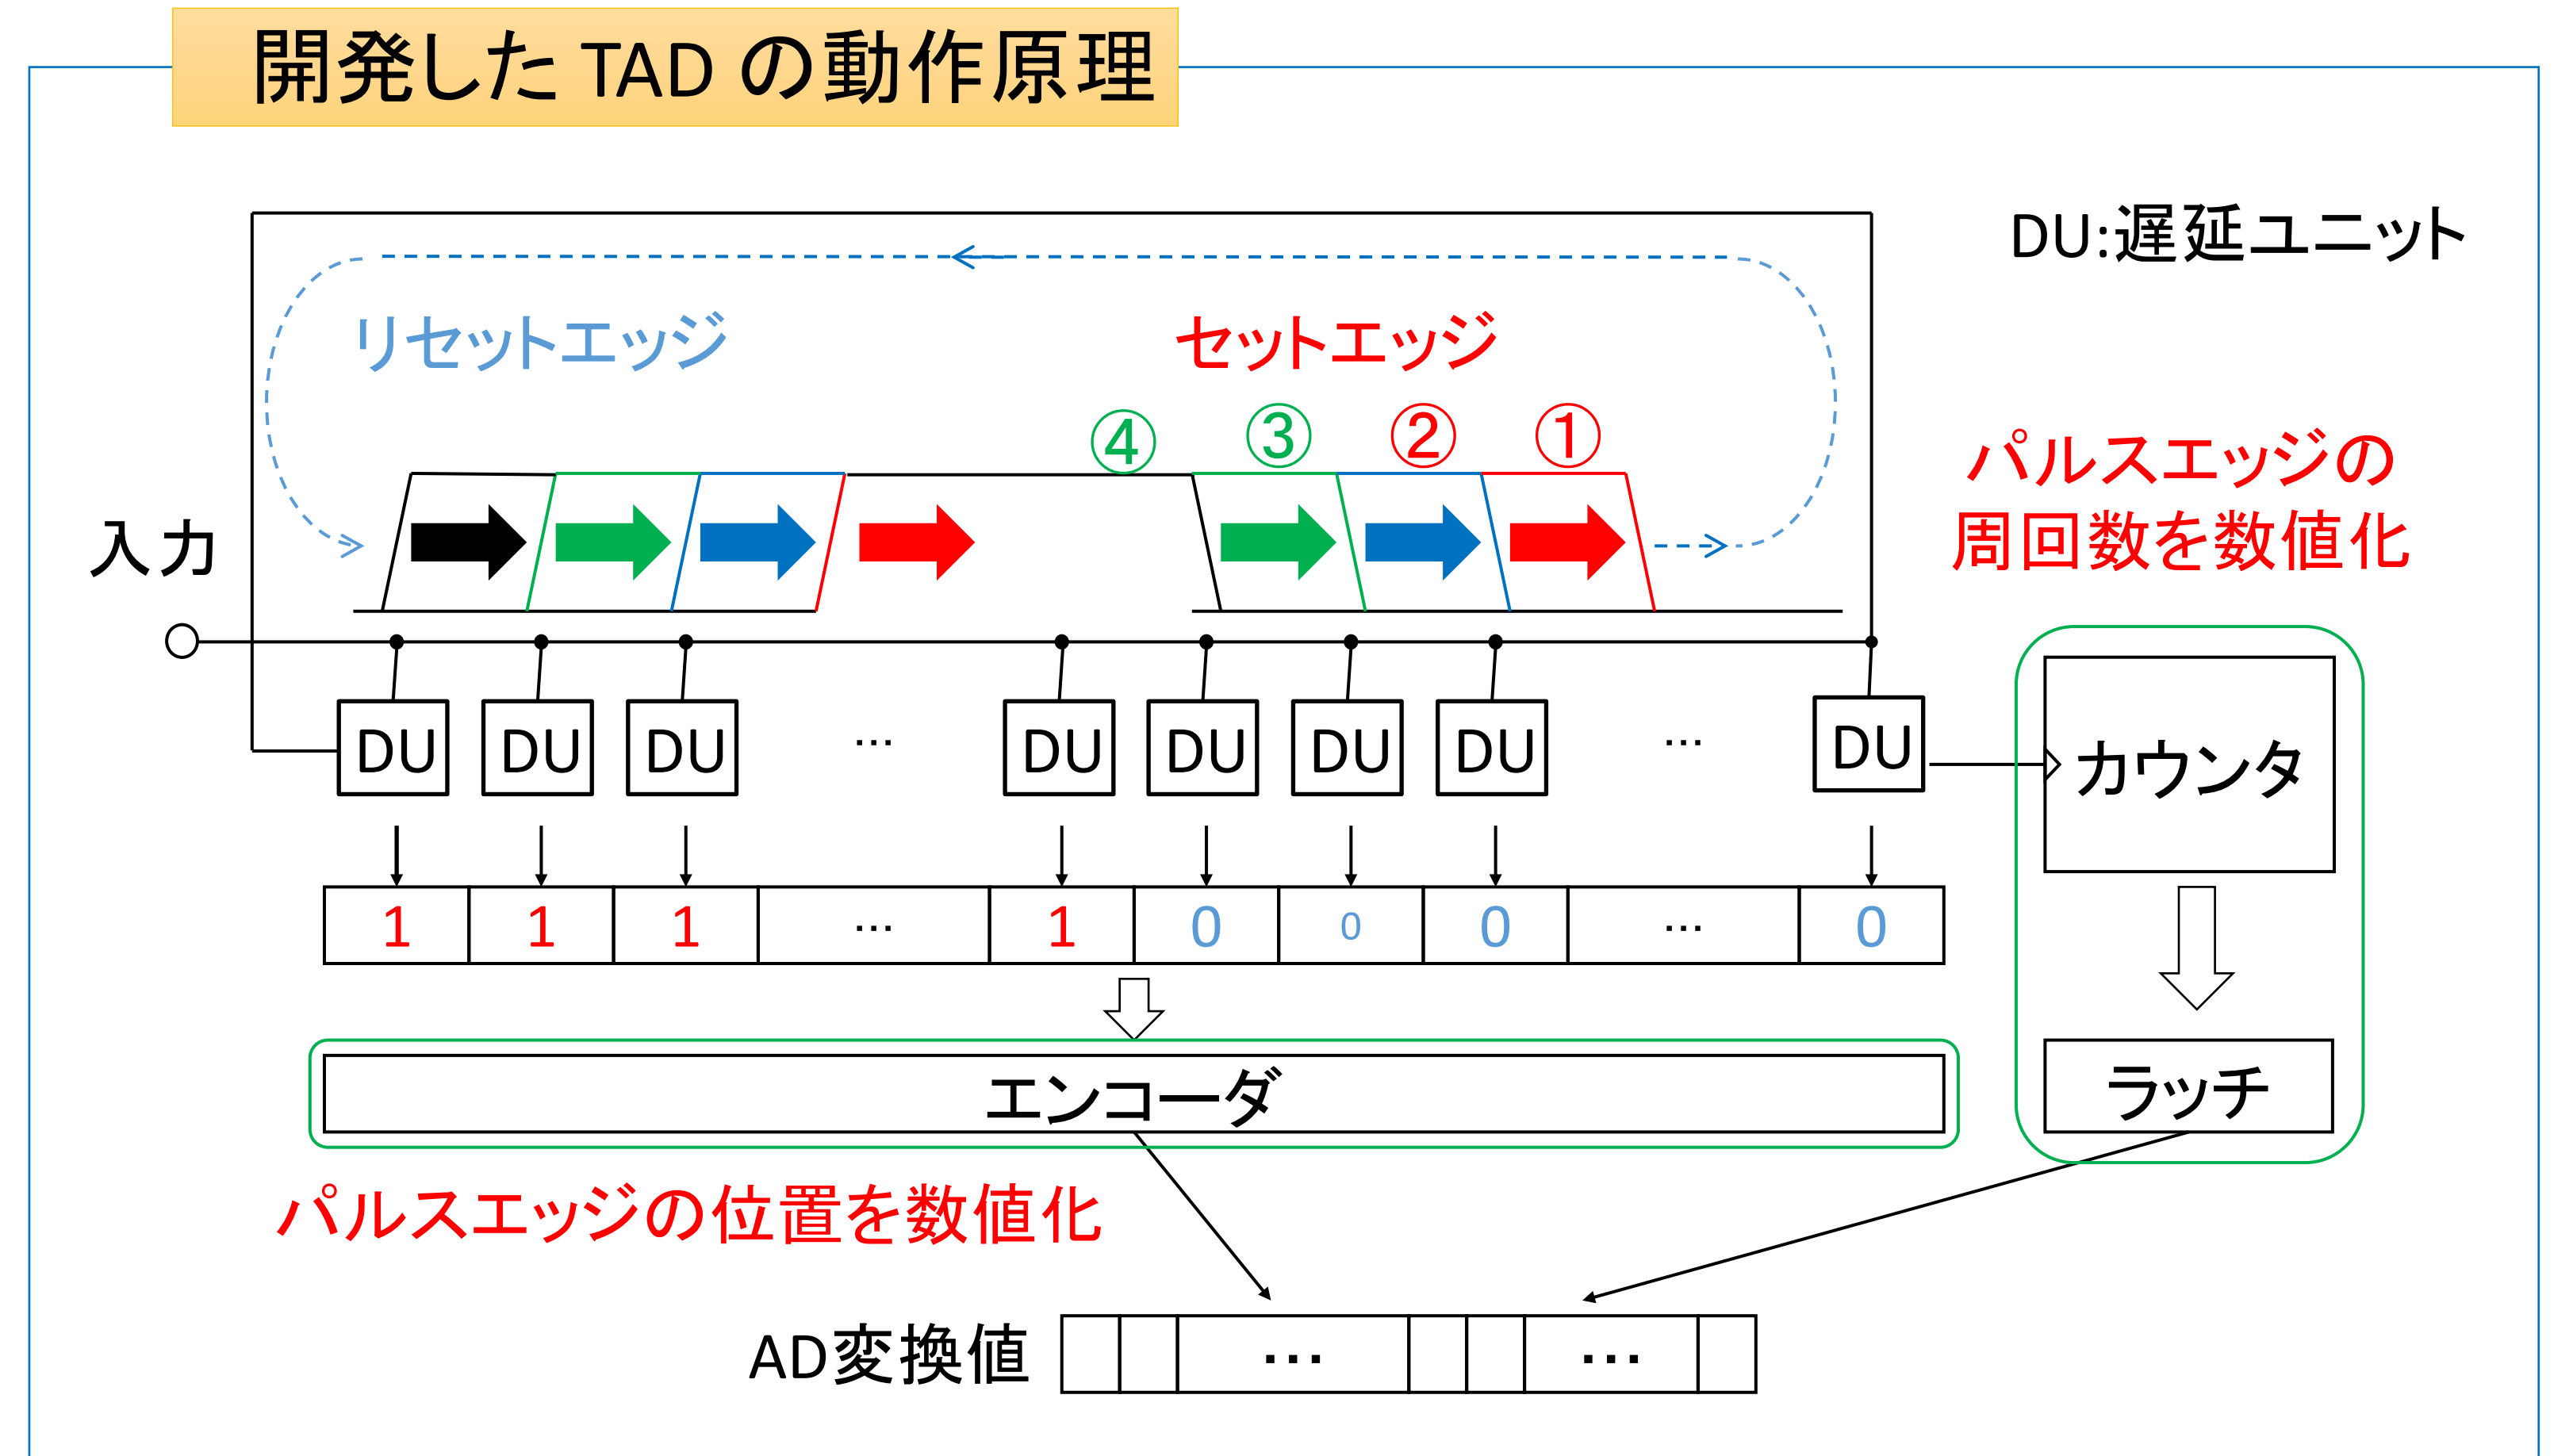 開発した TAD の動作原理
DU:遅延ユニット
リセットエッジ
セットエッジ
④ ③ ② ①
パルスエッジの
周回数を数値化
入力
DU DU DU … DU DU DU DU … DU
カウンタ
1 1 1 … 1 0 0 0 … 0
エンコーダ
ラッチ
パルスエッジの位置を数値化
AD変換値
… …